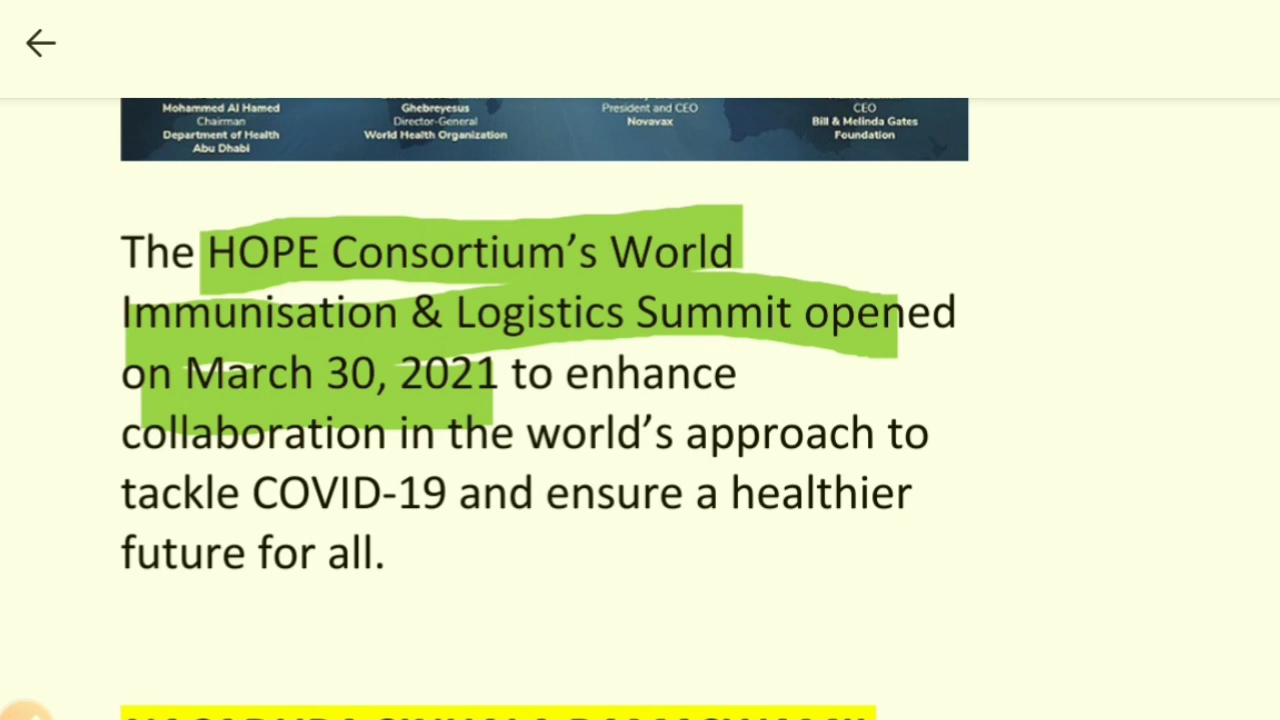 Mohammed Al Hamed
Chairman
Department of Health
Abu Dhabi
Ghebreyesus
Director-General
World Health Organization
President and CEO
Novavax
CEO
Bill & Melinda Gates
Foundation
The HOPE Consortium's World
Immunisation & Logistics Summit opened
on March 30, 2021 to enhance
collaboration in the world's approach to
tackle COVID-19 and ensure a healthier
future for all.